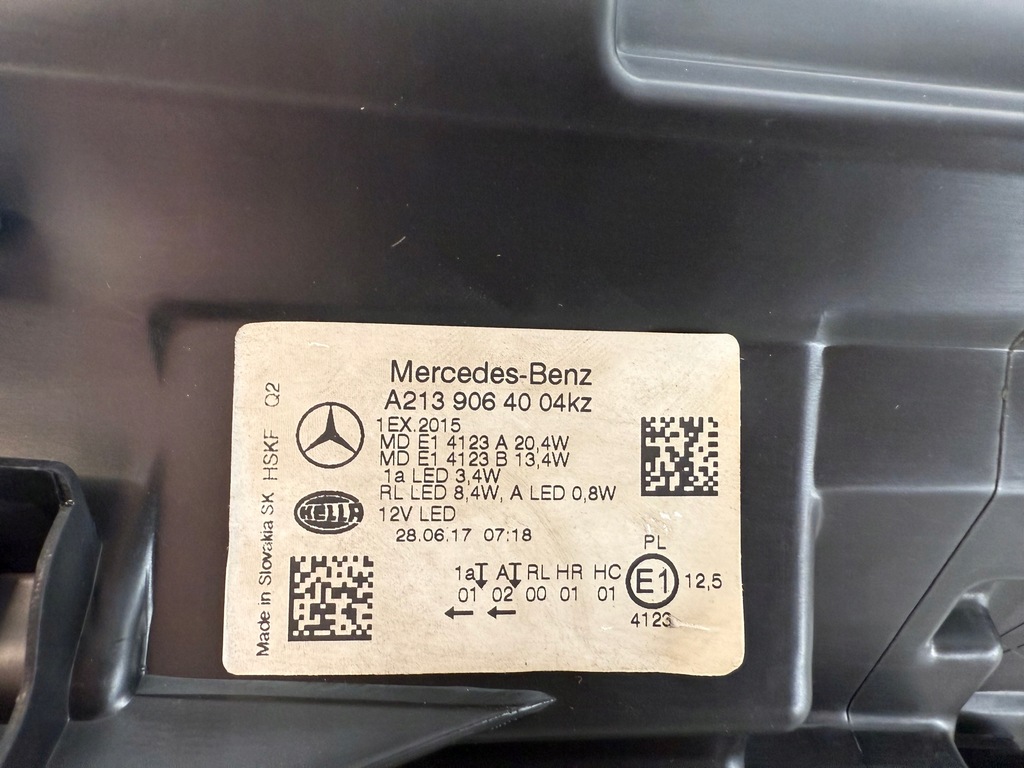 Mercedes-Benz
A213 906 40 04kz
1EX.2015
MD E1 4123 A 20,4W
MD E1 4123 B 13,4W
1a LED 3,4W
RL LED 8,4W, A LED 0,8W
12V LED
28.06.17 07:18
HELLA
Made in Slovakia SK HSKF Q2
1a A RL HR HC
01 02 00 01 01
PL
E1
12,5
4123